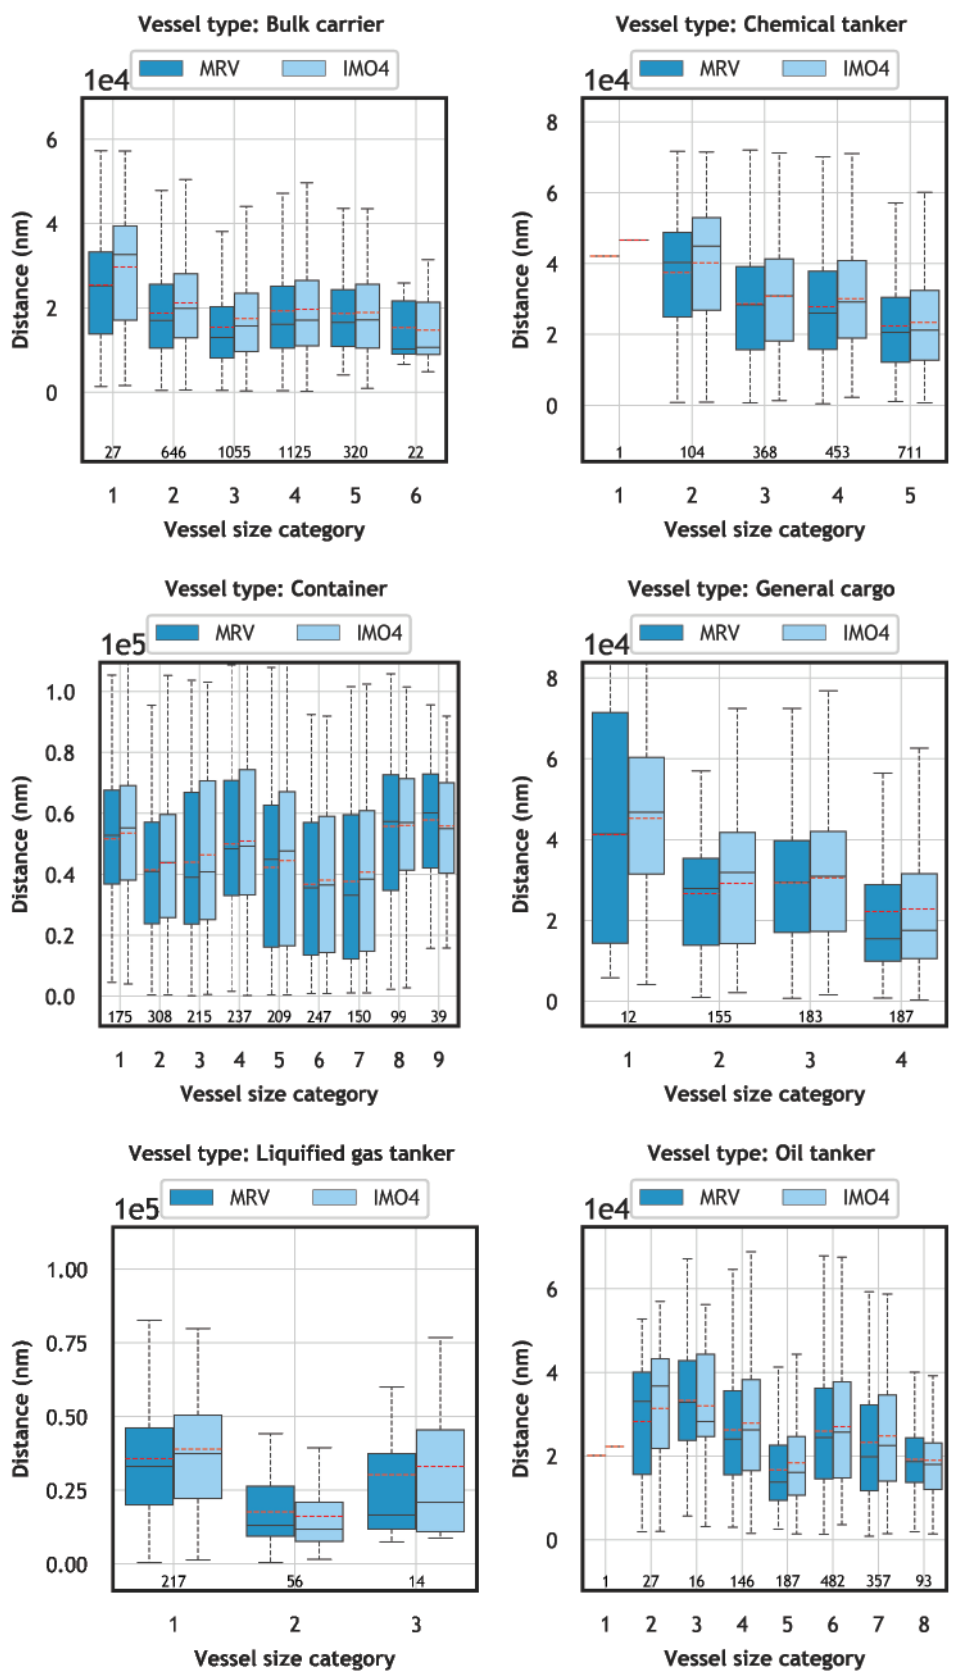 Vessel type: Bulk carrier
MRV IMO4
1e4
6
4
2
0
Distance (nm)
27 646 1055 1125 320 22
1 2 3 4 5 6
Vessel size category
Vessel type: Chemical tanker
MRV IMO4
1e4
8
6
4
2
0
Distance (nm)
1 104 368 453 711
1 2 3 4 5
Vessel size category
Vessel type: Container
MRV IMO4
1e5
1.0
0.8
0.6
0.4
0.2
0.0
Distance (nm)
175 308 215 237 209 247 150 99 39
1 2 3 4 5 6 7 8 9
Vessel size category
Vessel type: General cargo
MRV IMO4
1e4
8
6
4
2
0
Distance (nm)
12 155 183 187
1 2 3 4
Vessel size category
Vessel type: Liquified gas tanker
MRV IMO4
1e5
1.00
0.75
0.50
0.25
0.00
Distance (nm)
217 56 14
1 2 3
Vessel size category
Vessel type: Oil tanker
MRV IMO4
1e4
6
4
2
0
Distance (nm)
1 27 16 146 187 482 357 93
1 2 3 4 5 6 7 8
Vessel size category